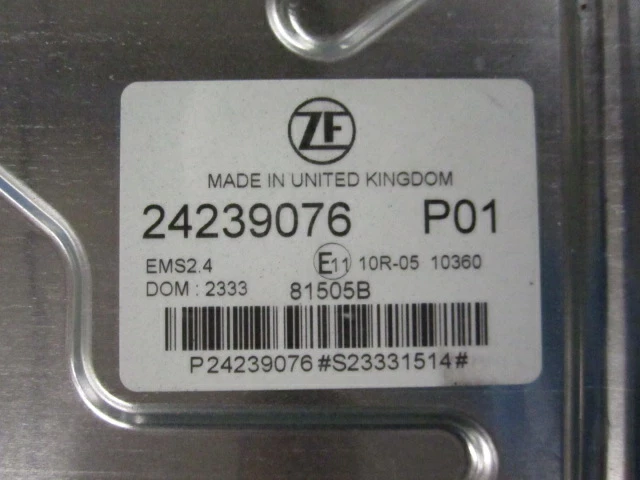 ZF
MADE IN UNITED KINGDOM
24239076 P01
EMS2.4 E11 10R-05 10360
DOM : 2333 81505B
P24239076#S23331514#